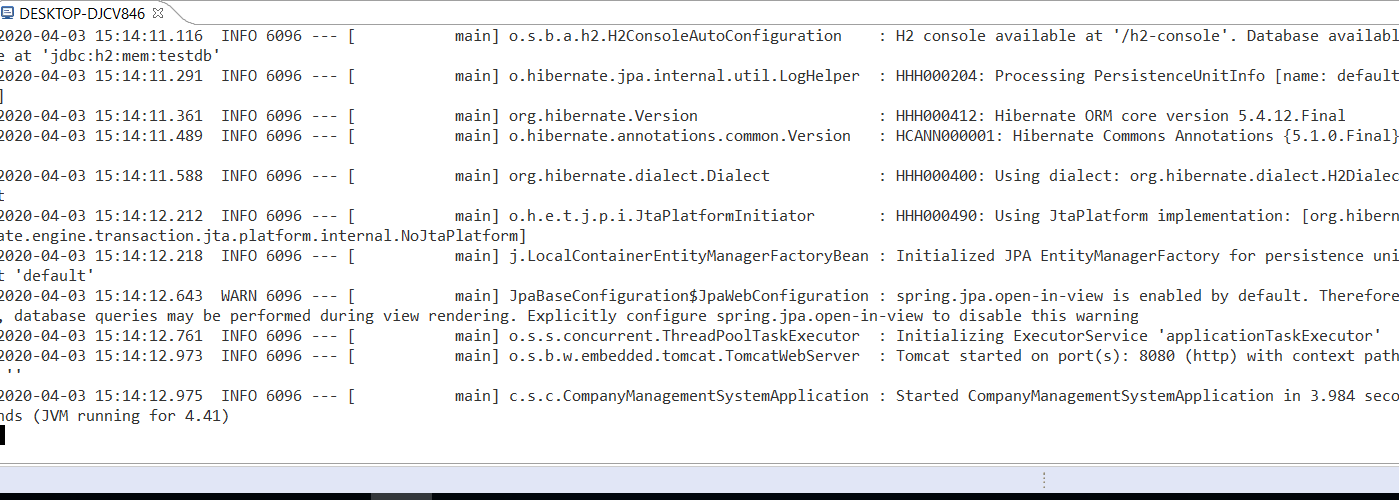 DESKTOP-DJCV846
2020-04-03 15:14:11.116  INFO 6096 --- [           main] o.s.b.a.h2.H2ConsoleAutoConfiguration    : H2 console available at '/h2-console'. Database availabl
e at 'jdbc:h2:mem:testdb'
2020-04-03 15:14:11.291  INFO 6096 --- [           main] o.hibernate.jpa.internal.util.LogHelper  : HHH000204: Processing PersistenceUnitInfo [name: default
]
2020-04-03 15:14:11.361  INFO 6096 --- [           main] org.hibernate.Version                    : HHH000412: Hibernate ORM core version 5.4.12.Final
2020-04-03 15:14:11.489  INFO 6096 --- [           main] o.hibernate.annotations.common.Version   : HCANN000001: Hibernate Commons Annotations {5.1.0.Final}
2020-04-03 15:14:11.588  INFO 6096 --- [           main] org.hibernate.dialect.Dialect            : HHH000400: Using dialect: org.hibernate.dialect.H2Dialec
t
2020-04-03 15:14:12.212  INFO 6096 --- [           main] o.h.e.t.j.p.i.JtaPlatformInitiator       : HHH000490: Using JtaPlatform implementation: [org.hibern
ate.engine.transaction.jta.platform.internal.NoJtaPlatform]
2020-04-03 15:14:12.218  INFO 6096 --- [           main] j.LocalContainerEntityManagerFactoryBean : Initialized JPA EntityManagerFactory for persistence uni
t 'default'
2020-04-03 15:14:12.643  WARN 6096 --- [           main] JpaBaseConfiguration$JpaWebConfiguration : spring.jpa.open-in-view is enabled by default. Therefore
, database queries may be performed during view rendering. Explicitly configure spring.jpa.open-in-view to disable this warning
2020-04-03 15:14:12.761  INFO 6096 --- [           main] o.s.s.concurrent.ThreadPoolTaskExecutor  : Initializing ExecutorService 'applicationTaskExecutor'
2020-04-03 15:14:12.973  INFO 6096 --- [           main] o.s.b.w.embedded.tomcat.TomcatWebServer  : Tomcat started on port(s): 8080 (http) with context path
''
2020-04-03 15:14:12.975  INFO 6096 --- [           main] c.s.c.CompanyManagementSystemApplication : Started CompanyManagementSystemApplication in 3.984 seco
nds (JVM running for 4.41)